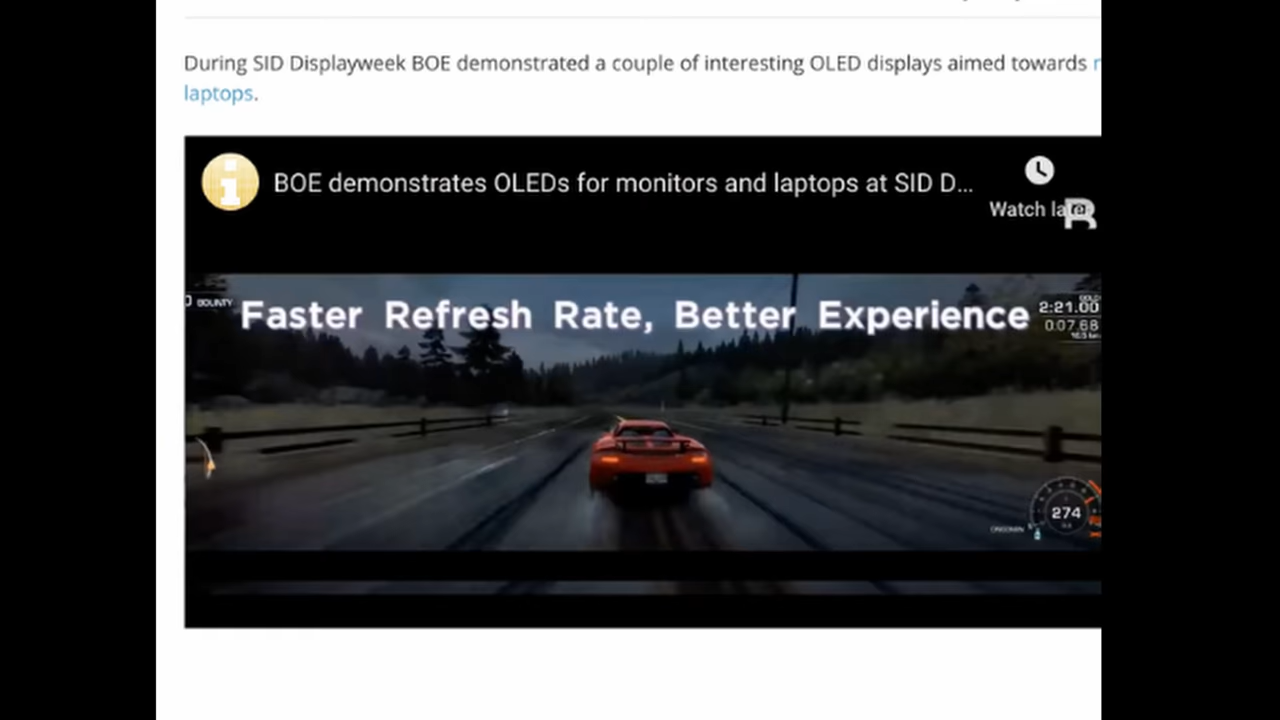 During SID Displayweek BOE demonstrated a couple of interesting OLED displays aimed towards
laptops.
BOE demonstrates OLEDs for monitors and laptops at SID D...
Watch later
BOUNTY
Faster Refresh Rate, Better Experience
2:21.00
0:07.68
274